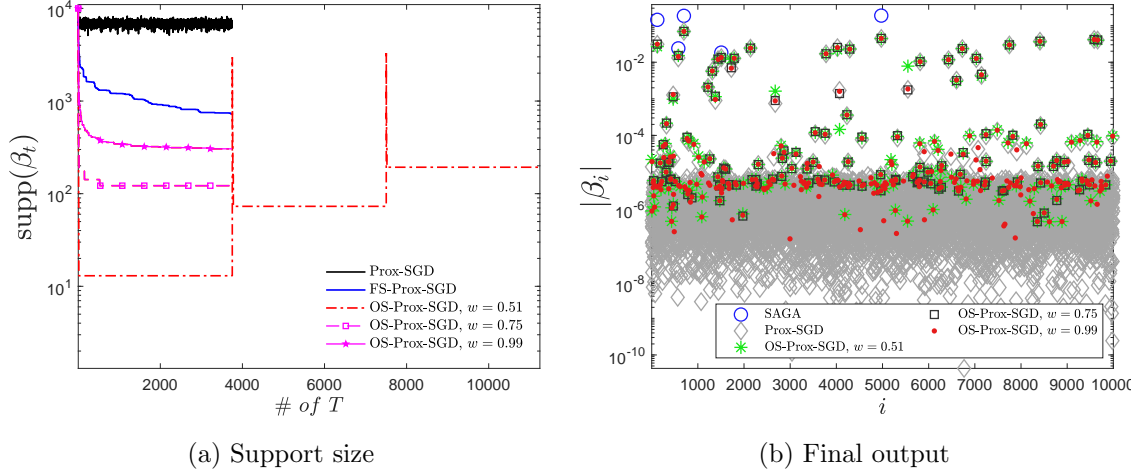 supp(β_t)
10^4
10^3
10^2
10^1
Prox-SGD
FS-Prox-SGD
OS-Prox-SGD, w = 0.51
OS-Prox-SGD, w = 0.75
OS-Prox-SGD, w = 0.99
2000 4000 6000 8000 10000
# of T
(a) Support size
|β_i|
10^-2
10^-4
10^-6
10^-8
10^-10
SAGA
Prox-SGD
OS-Prox-SGD, w = 0.51
OS-Prox-SGD, w = 0.75
OS-Prox-SGD, w = 0.99
1000 2000 3000 4000 5000 6000 7000 8000 9000 10000
i
(b) Final output